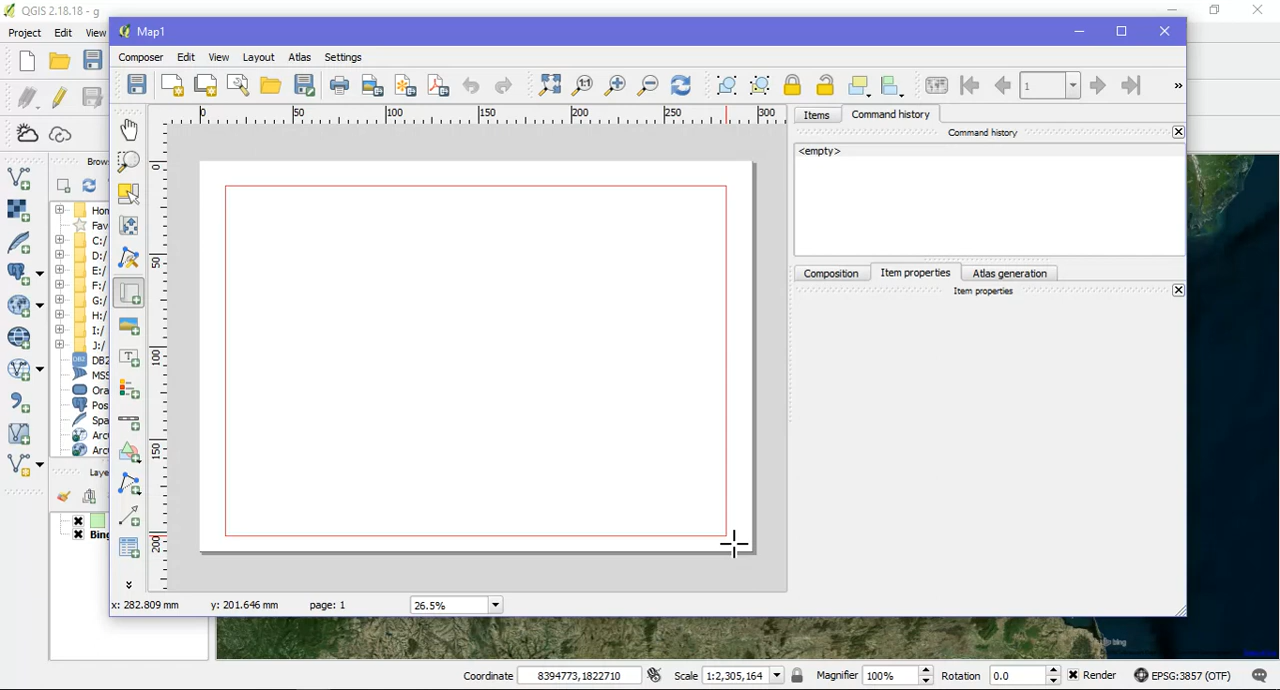 QGIS 2.18.18 - g
Project Edit View
Map1
Composer Edit View Layout Atlas Settings
1
»
0 50 100 150 200 250 300
0
50
100
150
200
Items Command history
Command history
<empty>
Composition Item properties Atlas generation
Item properties
Brow
Hom
Fav
C:/
D:/
E:/
F:/
G:/
H:/
I:/
J:/
DB2
MSS
Ora
Pos
Spa
Arc
Arc
Laye
Bing
x: 282.809 mm y: 201.646 mm page: 1 26.5%
bing
Coordinate 8394773,1822710 Scale 1:2,305,164 Magnifier 100% Rotation 0.0 Render EPSG:3857 (OTF)